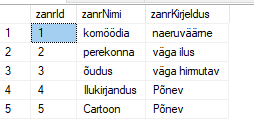 zanrId zanrNimi zanrKirjeldus
1 1 komöödia naeruvääme
2 2 perekonna väga ilus
3 3 õudus väga hirmutav
4 4 Ilukirjandus Põnev
5 5 Cartoon Põnev